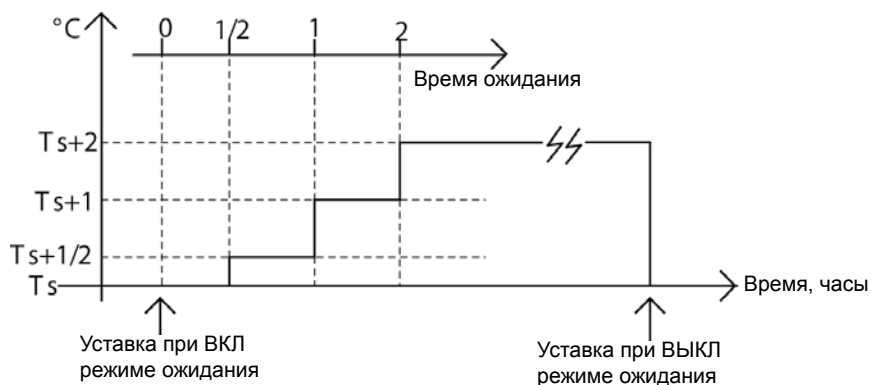 °C
0 1/2 1 2
Время ожидания
Ts+2
Ts+1
Ts+1/2
Ts
Время, часы
Уставка при ВКЛ
режиме ожидания
Уставка при ВЫКЛ
режиме ожидания